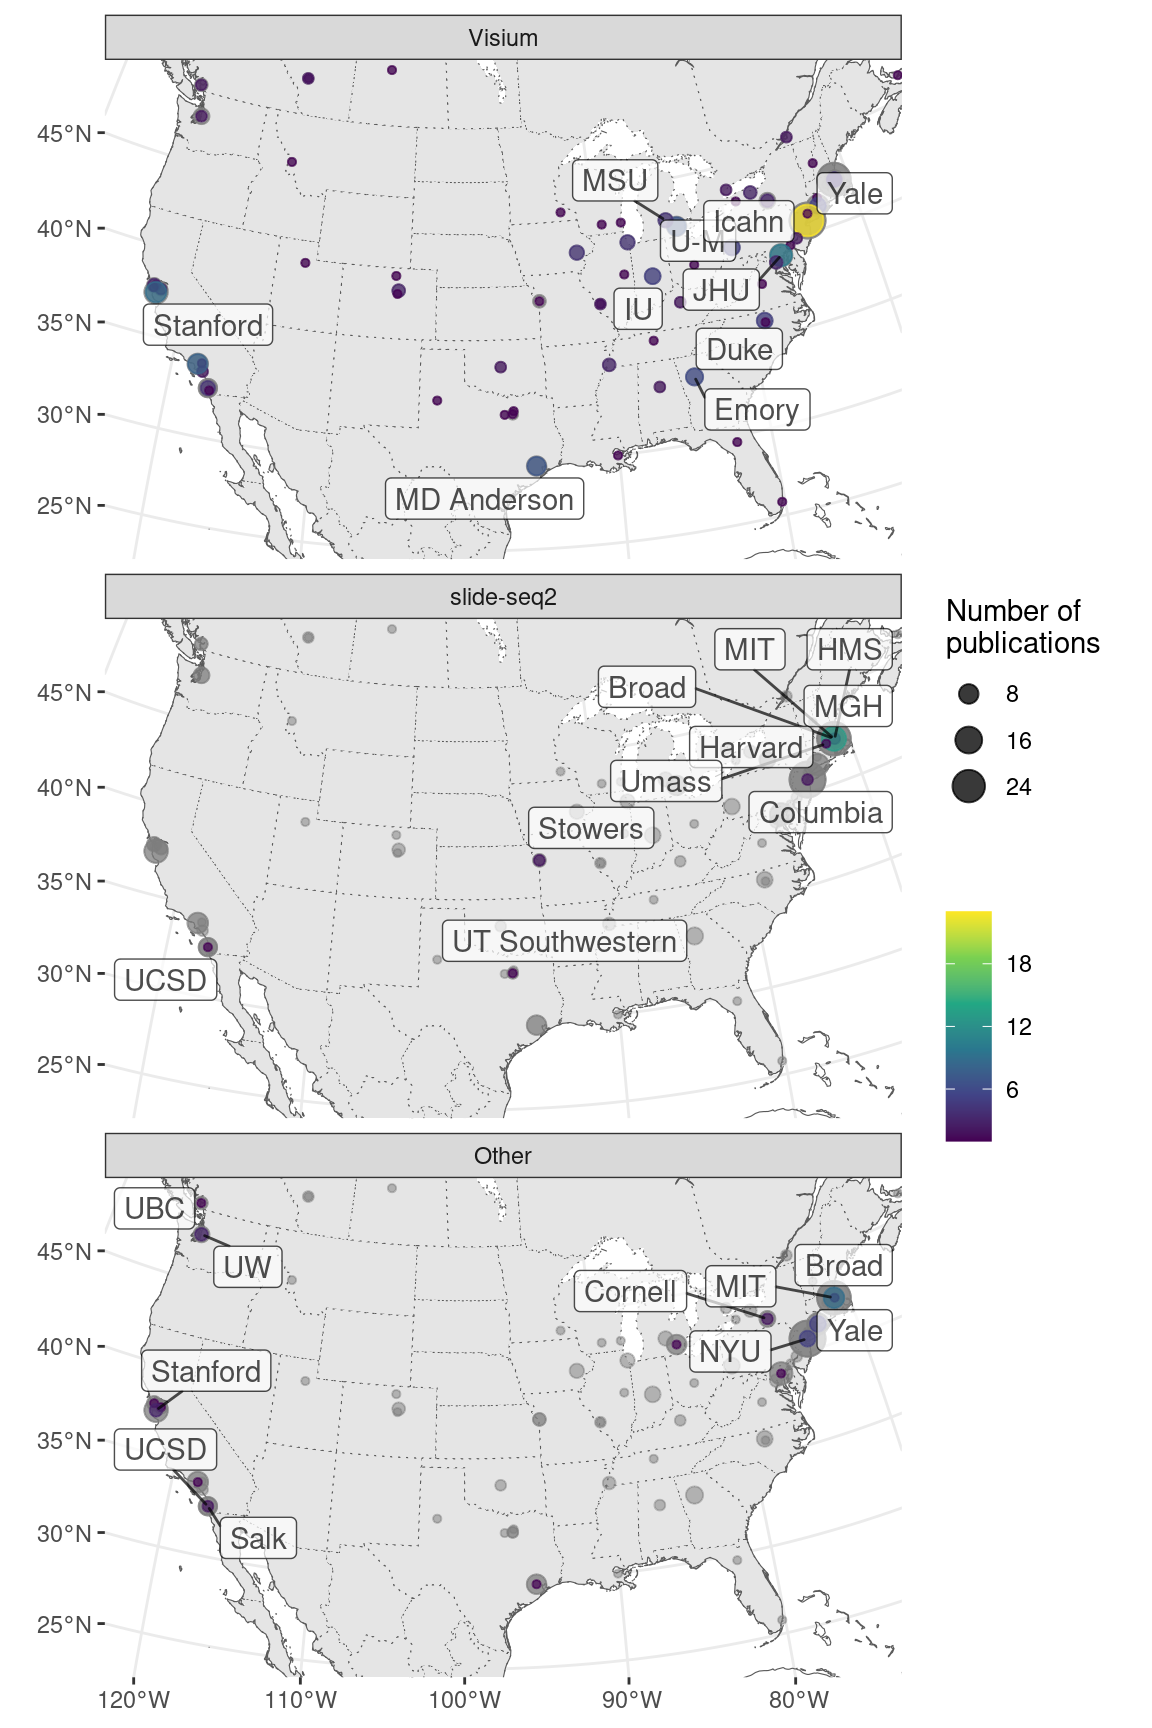 Visium
45°N
40°N
35°N
30°N
25°N
MSU
Yale
Icahn
U-M
JHU
IU
Stanford
Duke
Emory
MD Anderson
slide-seq2
45°N
40°N
35°N
30°N
25°N
MIT
HMS
Broad
MGH
Harvard
Umass
Columbia
Stowers
UT Southwestern
UCSD
Number of
publications
8
16
24
18
12
6
Other
45°N
40°N
35°N
30°N
25°N
UBC
UW
Broad
MIT
Cornell
Yale
NYU
Stanford
UCSD
Salk
120°W
110°W
100°W
90°W
80°W